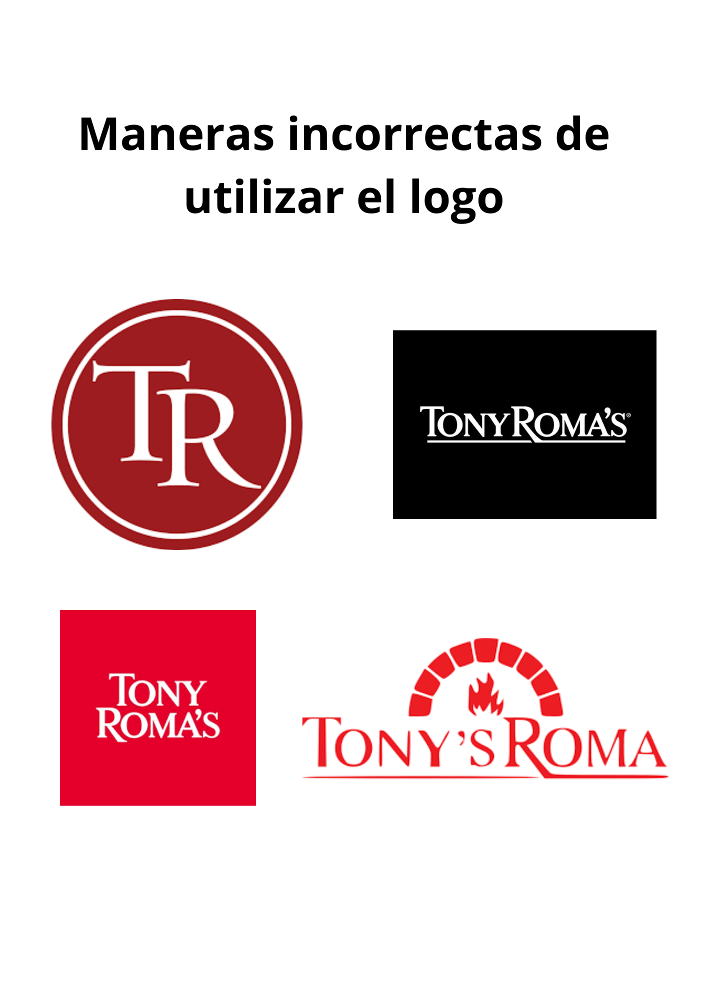 Maneras incorrectas de
utilizar el logo
TR
TONY ROMA'S®
TONY
ROMA'S
TONY'S ROMA